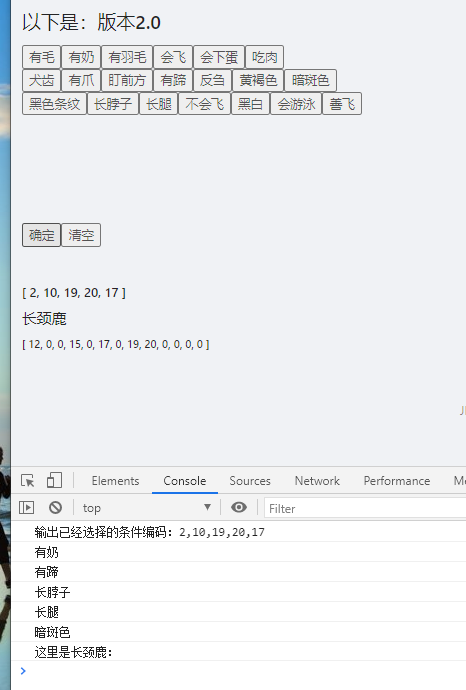 以下是：版本2.0
有毛 有奶 有羽毛 会飞 会下蛋 吃肉
犬齿 有爪 盯前方 有蹄 反刍 黄褐色 暗斑色
黑色条纹 长脖子 长腿 不会飞 黑白 会游泳 善飞
确定 清空
[ 2, 10, 19, 20, 17 ]
长颈鹿
[ 12, 0, 0, 15, 0, 17, 0, 19, 20, 0, 0, 0, 0 ]
Elements Console Sources Network Performance
top Filter
输出已经选择的条件编码：2,10,19,20,17
有奶
有蹄
长脖子
长腿
暗斑色
这里是长颈鹿：